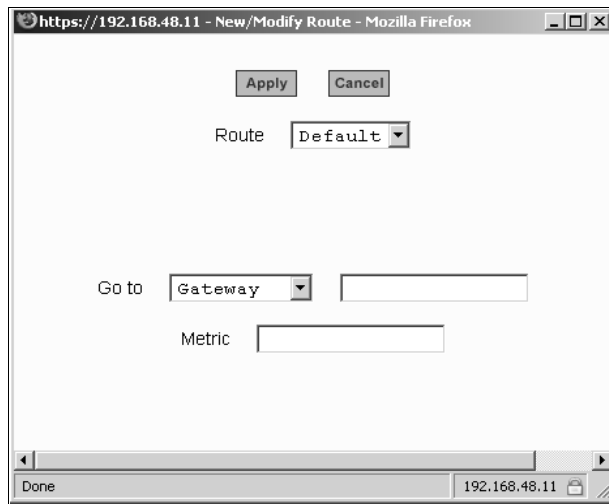 https://192.168.48.11 - New/Modify Route - Mozilla Firefox
Apply Cancel
Route Default
Go to Gateway
Metric
Done 192.168.48.11